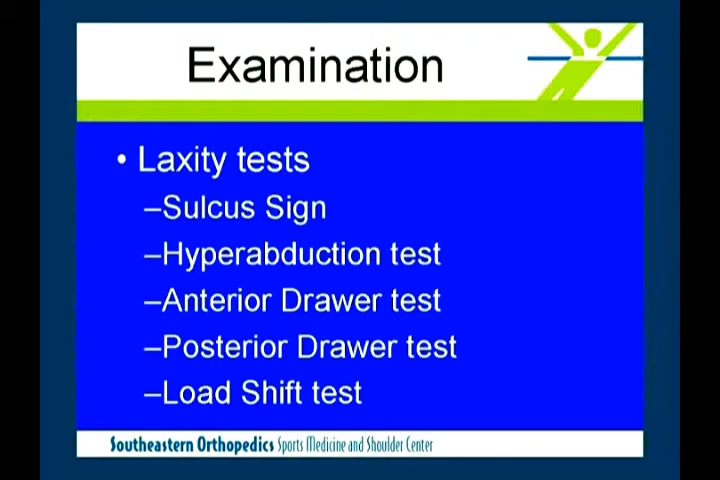 Examination
• Laxity tests
–Sulcus Sign
–Hyperabduction test
–Anterior Drawer test
–Posterior Drawer test
–Load Shift test
Southeastern Orthopedics Sports Medicine and Shoulder Center